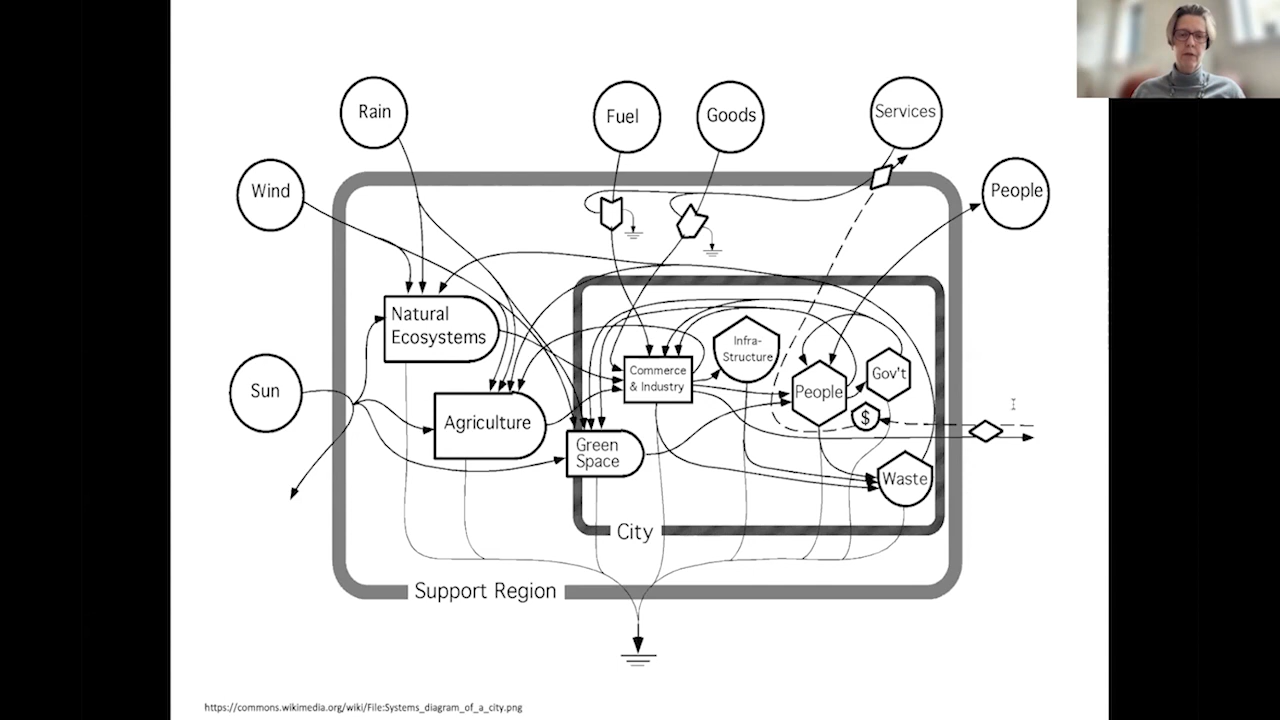 Rain
Fuel
Goods
Services
Wind
People
Natural
Ecosystems
Infra-
Structure
Commerce
& Industry
Gov't
People
Sun
$
Agriculture
Green
Space
Waste
City
Support Region
https://commons.wikimedia.org/wiki/File:Systems_diagram_of_a_city.png